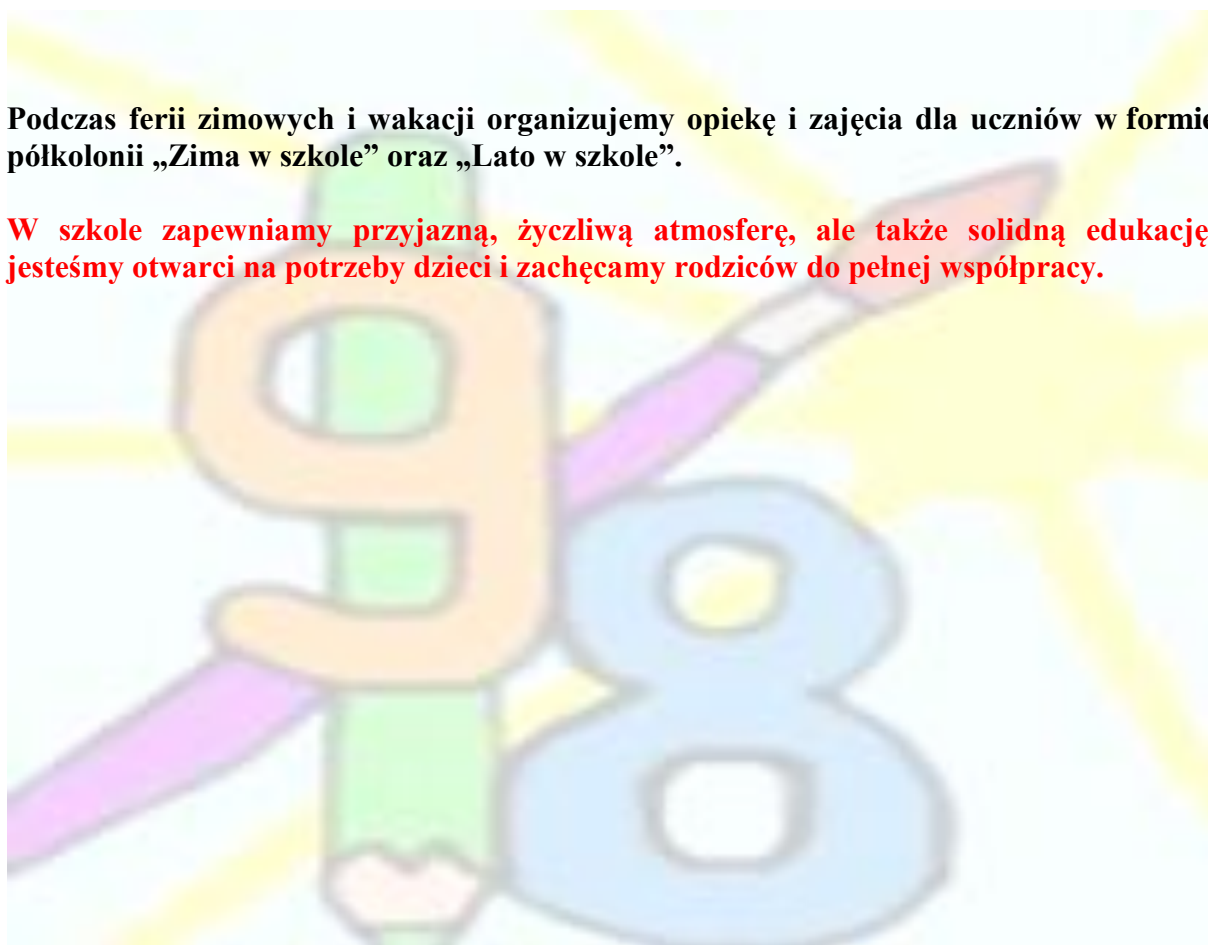 Podczas ferii zimowych i wakacji organizujemy opiekę i zajęcia dla uczniów w formie
półkolonii „Zima w szkole” oraz „Lato w szkole”.
W szkole zapewniamy przyjazną, życzliwą atmosferę, ale także solidną edukację
jesteśmy otwarci na potrzeby dzieci i zachęcamy rodziców do pełnej współpracy.
98